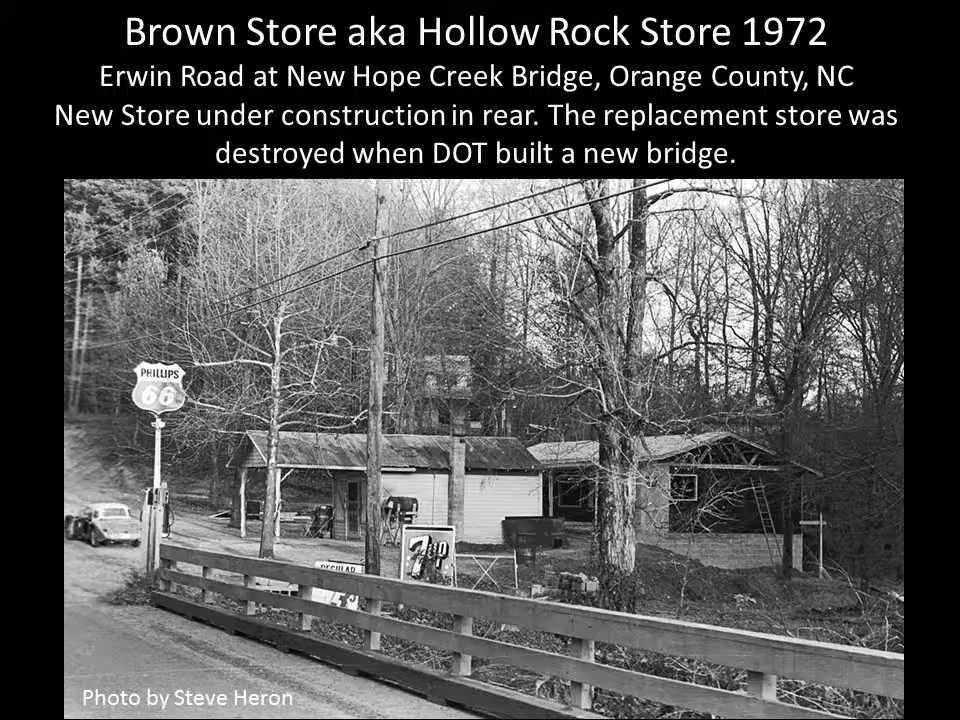 Brown Store aka Hollow Rock Store 1972
Erwin Road at New Hope Creek Bridge, Orange County, NC
New Store under construction in rear. The replacement store was
destroyed when DOT built a new bridge.
PHILLIPS
66
7UP
REGULAR
Photo by Steve Heron